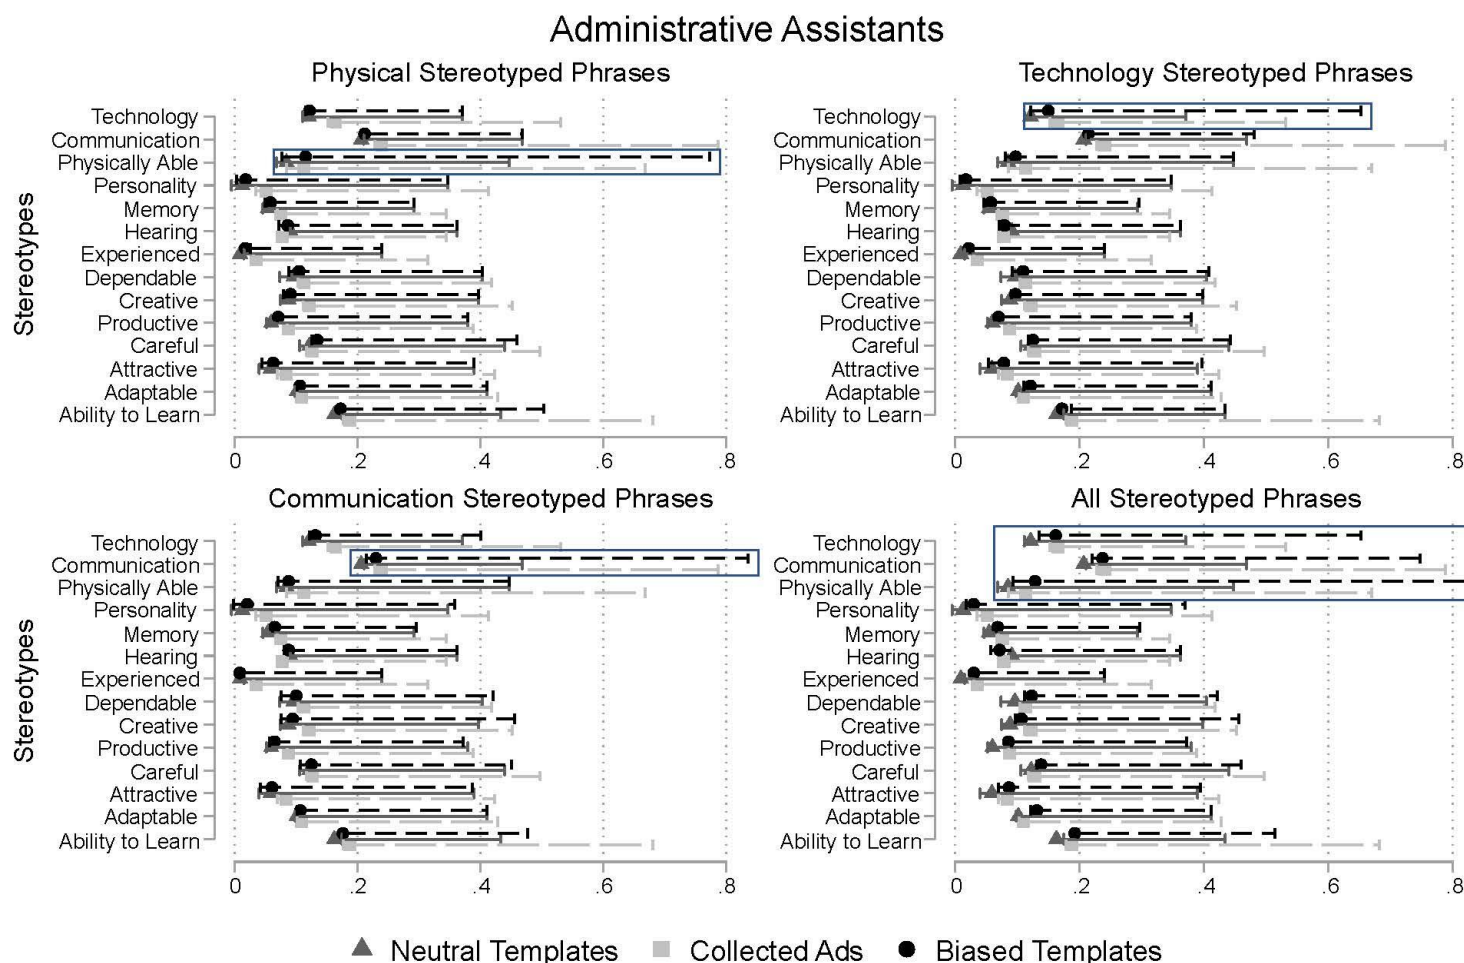 Administrative Assistants
Physical Stereotyped Phrases
Stereotypes
Technology
Communication
Physically Able
Personality
Memory
Hearing
Experienced
Dependable
Creative
Productive
Careful
Attractive
Adaptable
Ability to Learn
0 .2 .4 .6 .8
Technology Stereotyped Phrases
Technology
Communication
Physically Able
Personality
Memory
Hearing
Experienced
Dependable
Creative
Productive
Careful
Attractive
Adaptable
Ability to Learn
0 .2 .4 .6 .8
Communication Stereotyped Phrases
Stereotypes
Technology
Communication
Physically Able
Personality
Memory
Hearing
Experienced
Dependable
Creative
Productive
Careful
Attractive
Adaptable
Ability to Learn
0 .2 .4 .6 .8
All Stereotyped Phrases
Technology
Communication
Physically Able
Personality
Memory
Hearing
Experienced
Dependable
Creative
Productive
Careful
Attractive
Adaptable
Ability to Learn
0 .2 .4 .6 .8
Neutral Templates Collected Ads Biased Templates